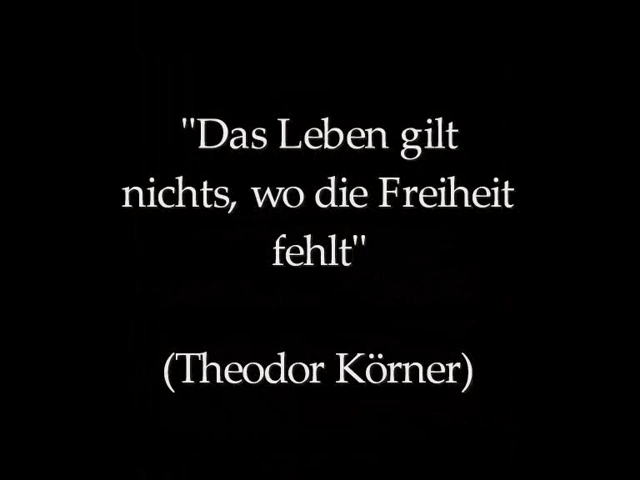 "Das Leben gilt
nichts, wo die Freiheit
fehlt"
(Theodor Körner)